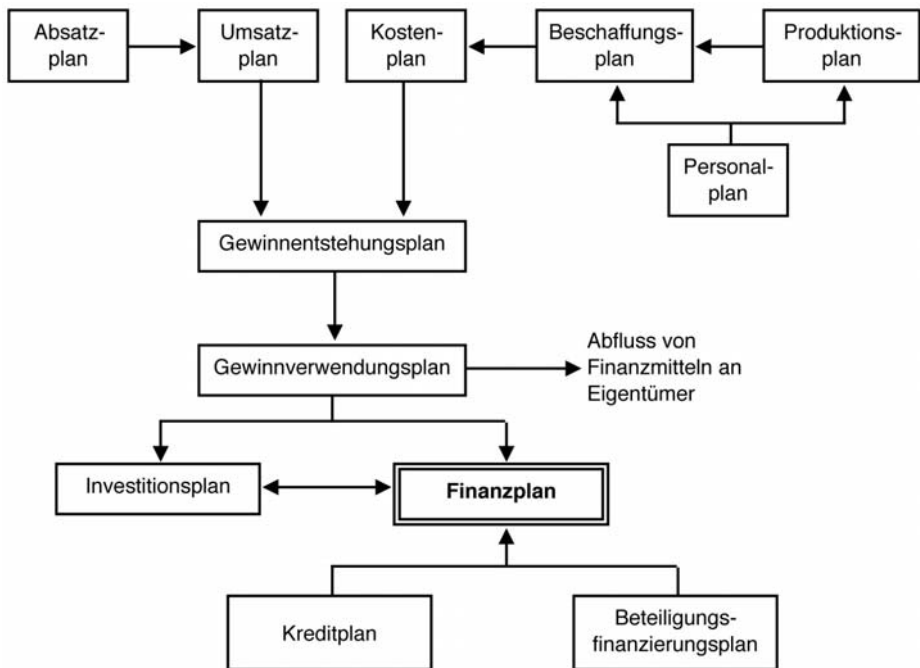 Absatz-
plan
Umsatz-
plan
Kosten-
plan
Beschaffungs-
plan
Produktions-
plan
Personal-
plan
Gewinnentstehungsplan
Gewinnverwendungsplan
Abfluss von
Finanzmitteln an
Eigentümer
Investitionsplan
Finanzplan
Kreditplan
Beteiligungs-
finanzierungsplan